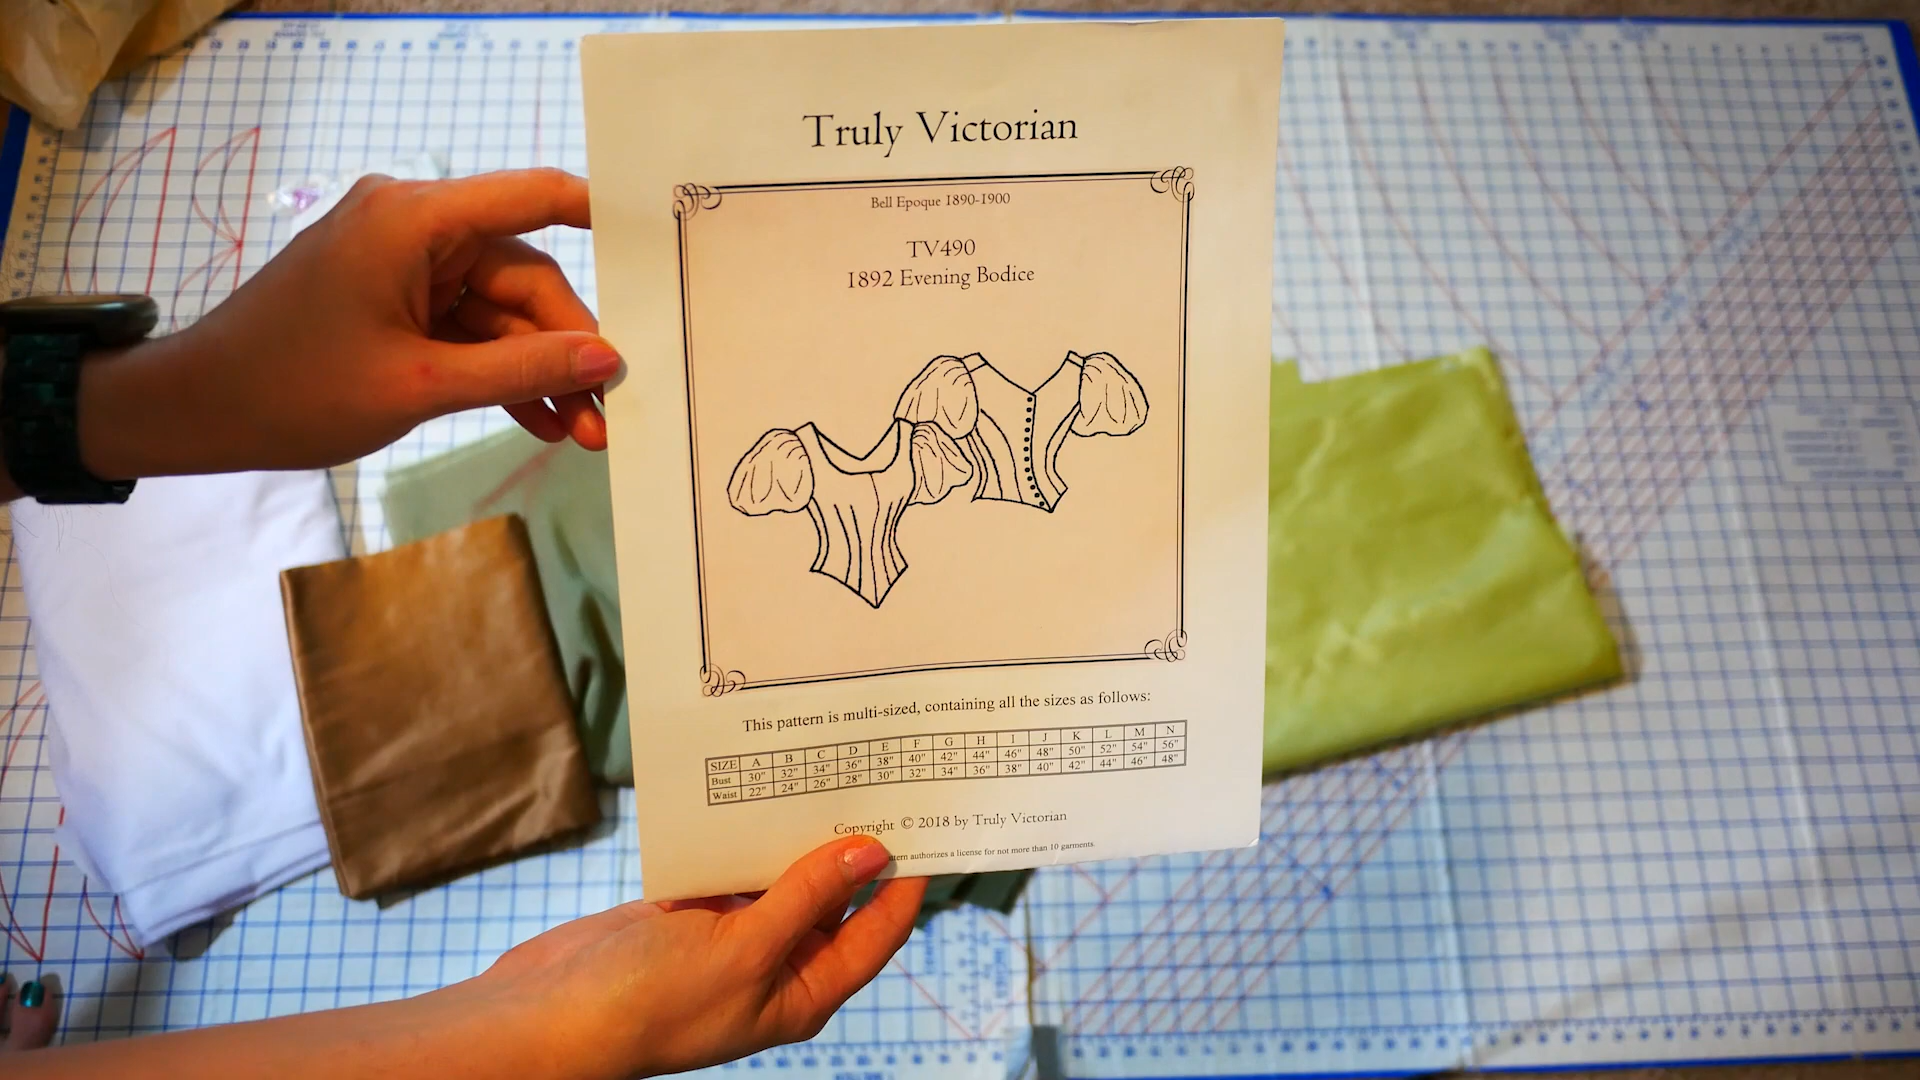 Truly Victorian
Bell Epoque 1890-1900
TV490
1892 Evening Bodice
This pattern is multi-sized, containing all the sizes as follows:
SIZE A B C D E F G H I J K L M N
Bust 30" 32" 34" 36" 38" 40" 42" 44" 46" 48" 50" 52" 54" 56"
Waist 22" 24" 26" 28" 30" 32" 34" 36" 38" 40" 42" 44" 46" 48"
Copyright © 2018 by Truly Victorian
authorizes a license for not more than 10 garments.